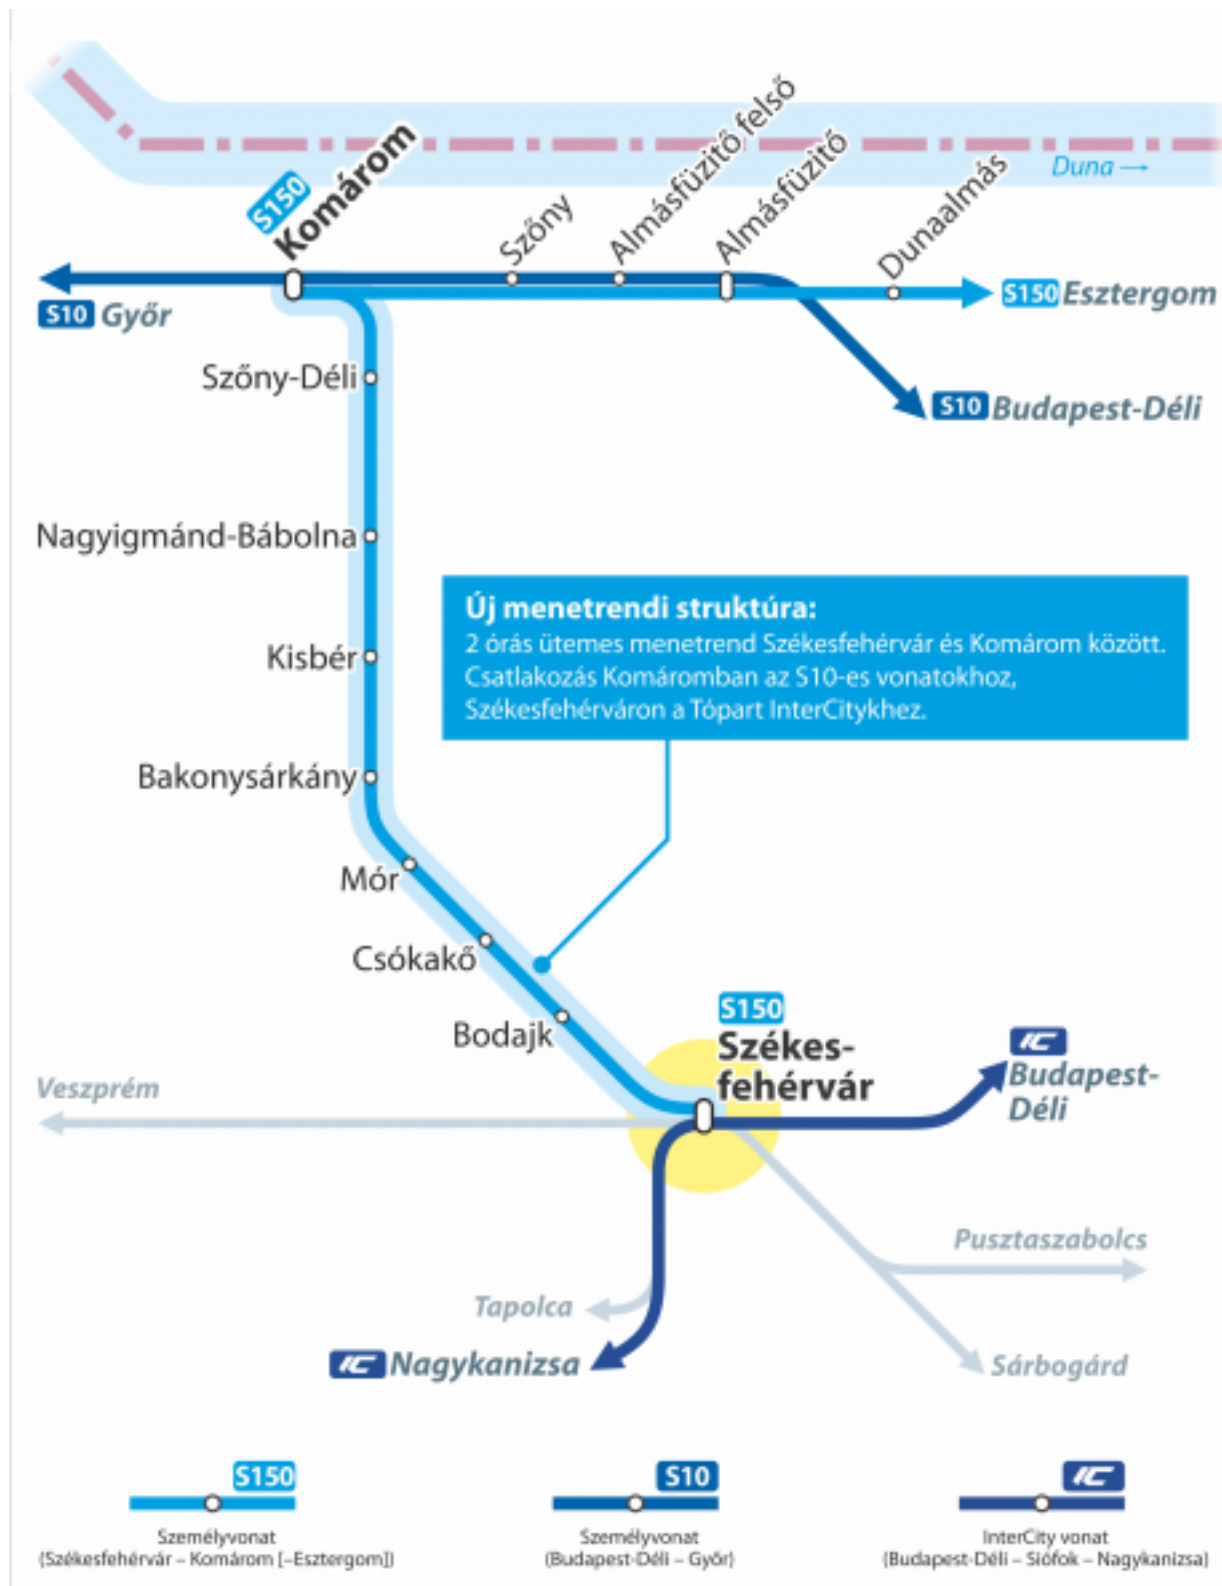 Duna →
S150
Komárom
Szőny
Almásfüzitő felső
Almásfüzitő
Dunaalmás
S10 Győr
S150 Esztergom
S10 Budapest-Déli
Szőny-Déli
Nagyigmánd-Bábolna
Kisbér
Bakonysárkány
Mór
Csókakő
Bodajk
Új menetrendi struktúra:
2 órás ütemes menetrend Székesfehérvár és Komárom között.
Csatlakozás Komáromban az S10-es vonatokhoz,
Székesfehérváron a Tópart InterCitykhez.
S150
Székes-
fehérvár
IC
Budapest-
Déli
Veszprém
Pusztaszabolcs
Tapolca
IC Nagykanizsa
Sárbogárd
S150
Személyvonat
(Székesfehérvár – Komárom [–Esztergom])
S10
Személyvonat
(Budapest-Déli – Győr)
IC
InterCity vonat
(Budapest-Déli – Siófok – Nagykanizsa)